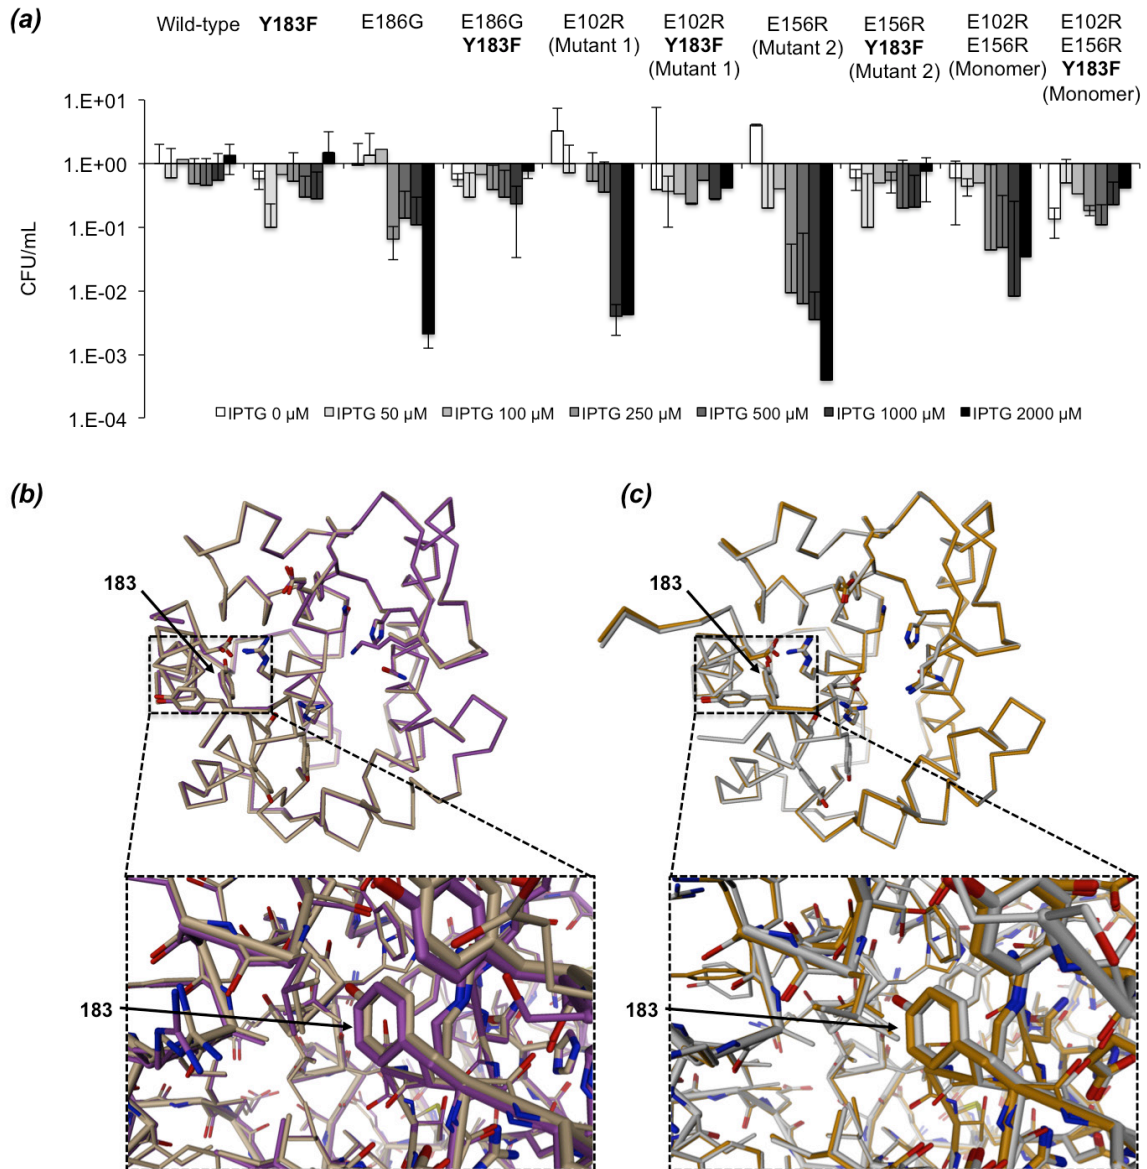 (a)
Wild-type
Y183F
E186G
E186G
Y183F
E102R
(Mutant 1)
E102R
Y183F
(Mutant 1)
E156R
(Mutant 2)
E156R
Y183F
(Mutant 2)
E102R
E156R
(Monomer)
E102R
E156R
Y183F
(Monomer)
CFU/mL
1.E+01
1.E+00
1.E-01
1.E-02
1.E-03
1.E-04
IPTG 0 µM IPTG 50 µM IPTG 100 µM IPTG 250 µM IPTG 500 µM IPTG 1000 µM IPTG 2000 µM
(b)
183
183
(c)
183
183